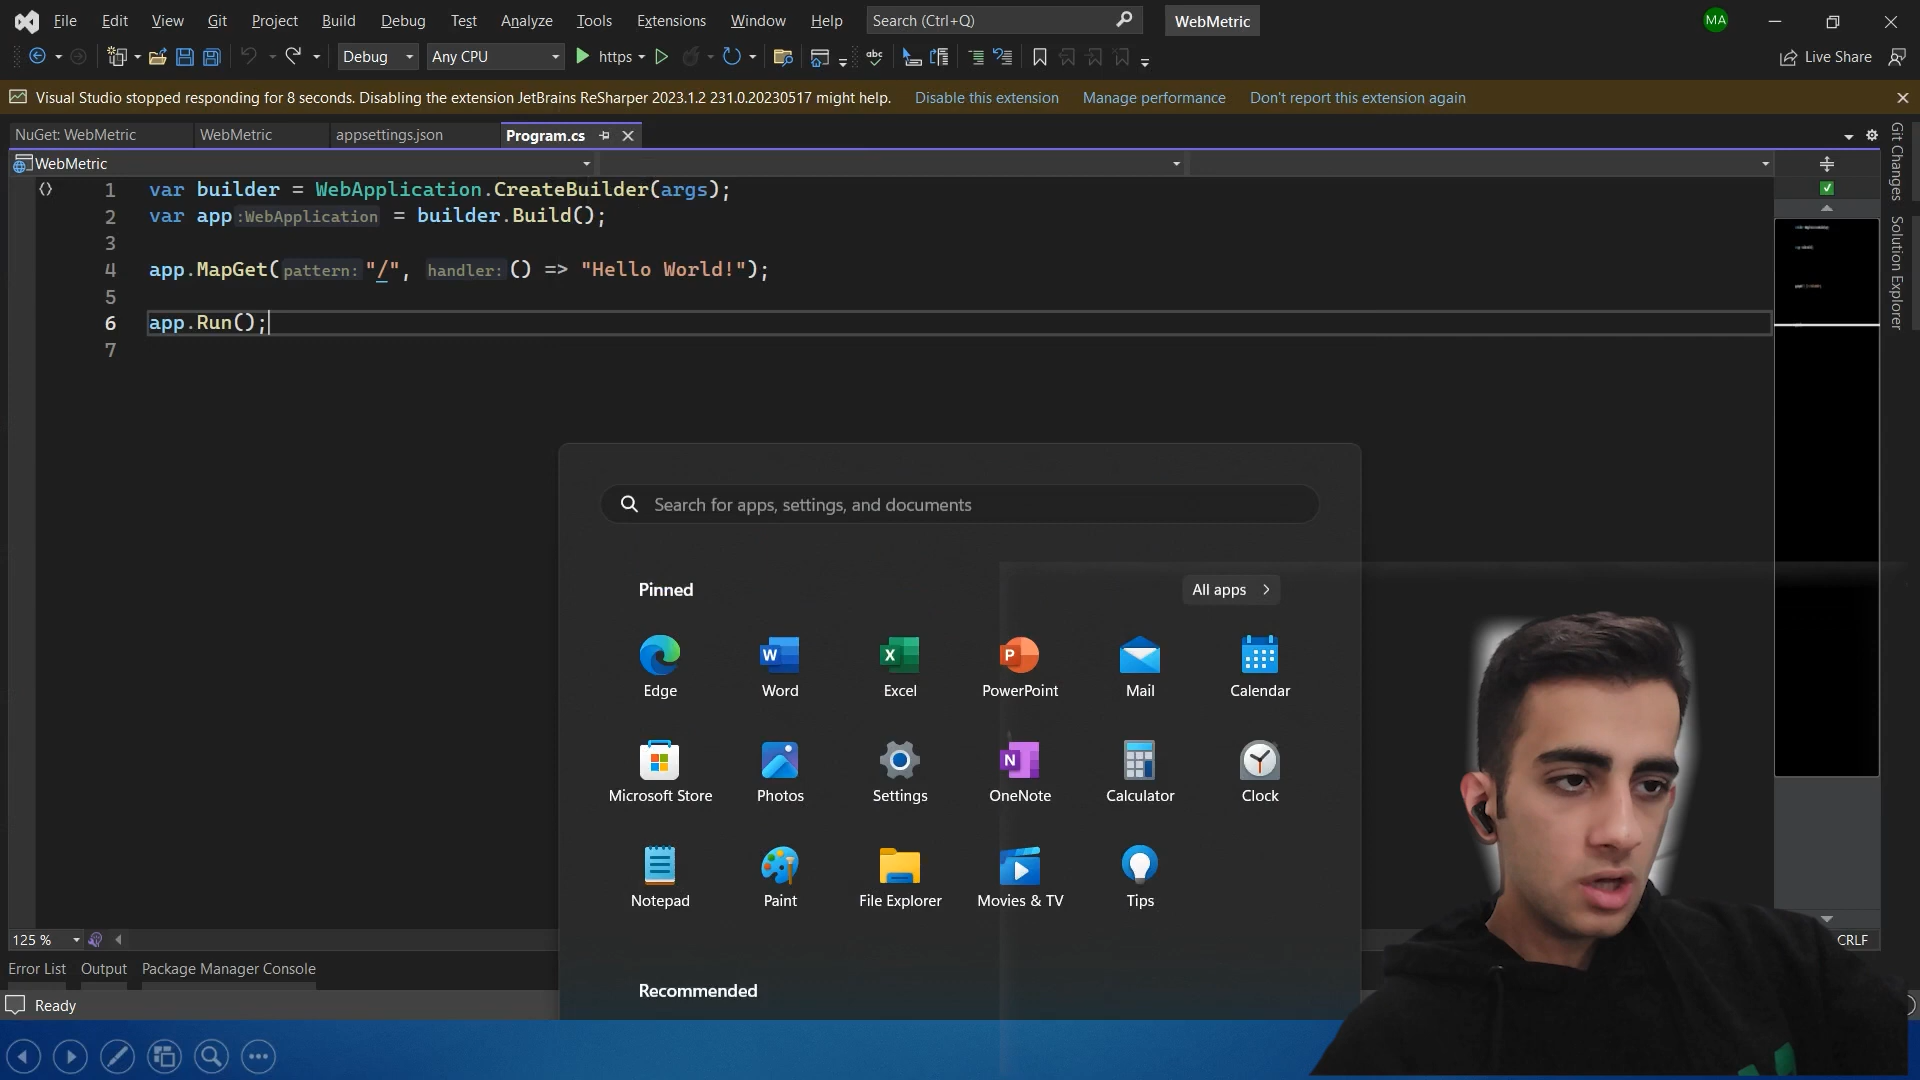 File Edit View Git Project Build Debug Test Analyze Tools Extensions Window Help Search (Ctrl+Q) WebMetric MA
Debug Any CPU https Live Share
Visual Studio stopped responding for 8 seconds. Disabling the extension JetBrains ReSharper 2023.1.2 231.0.20230517 might help. Disable this extension Manage performance Don't report this extension again
NuGet: WebMetric WebMetric appsettings.json Program.cs
WebMetric
1 var builder = WebApplication.CreateBuilder(args);
2 var app :WebApplication = builder.Build();
3
4 app.MapGet( pattern: "/", handler: () => "Hello World!");
5
6 app.Run();
7
Git Changes
Solution Explorer
Search for apps, settings, and documents
Pinned All apps
Edge Word Excel PowerPoint Mail Calendar
Microsoft Store Photos Settings OneNote Calculator Clock
Notepad Paint File Explorer Movies & TV Tips
Recommended
125 % CRLF
Error List Output Package Manager Console
Ready